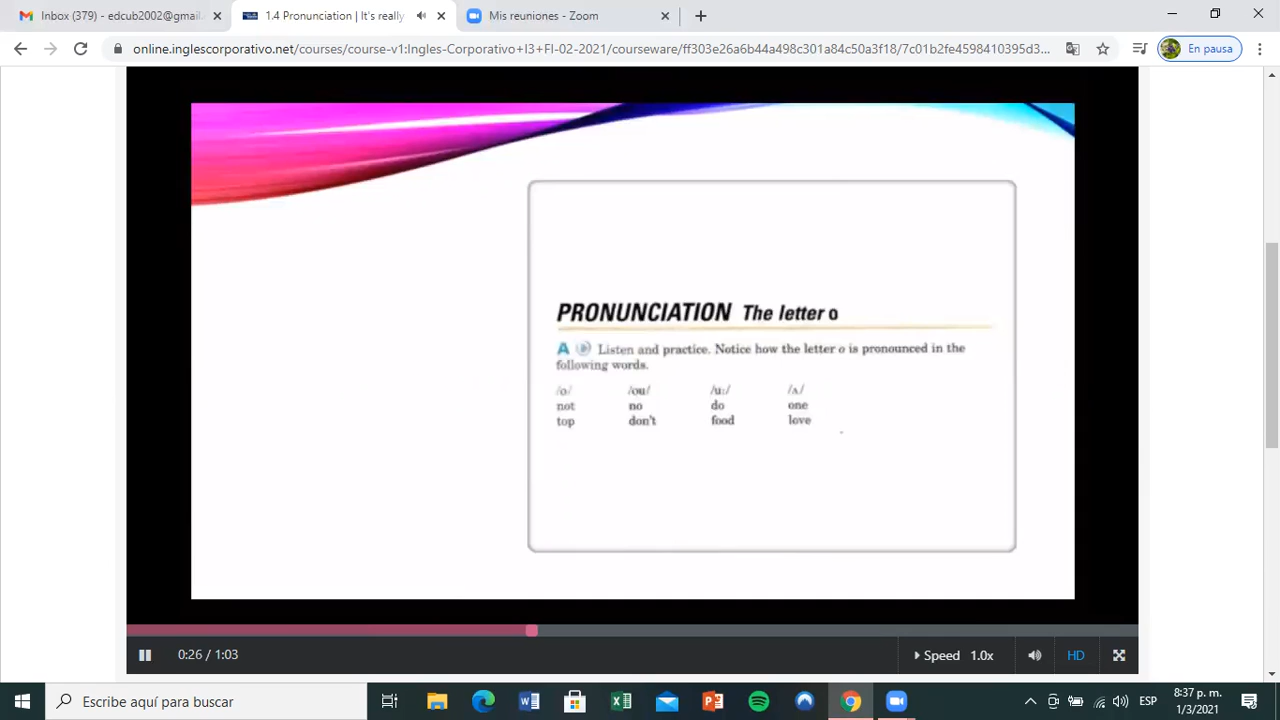 Inbox (379) - edcub2002@gmail.
1.4 Pronunciation | It's really
Mis reuniones - Zoom
online.inglescorporativo.net/courses/course-v1:Ingles-Corporativo+I3+FI-02-2021/courseware/ff303e26a6b44a498c301a84c50a3f18/7c01b2fe4598410395d3...
En pausa
PRONUNCIATION The letter o
A Listen and practice. Notice how the letter o is pronounced in the
following words.
/o/ /ou/ /u:/ /ʌ/
not no do one
top don't food love
0:26 / 1:03
Speed 1.0x
HD
Escribe aquí para buscar
ESP
8:37 p. m.
1/3/2021